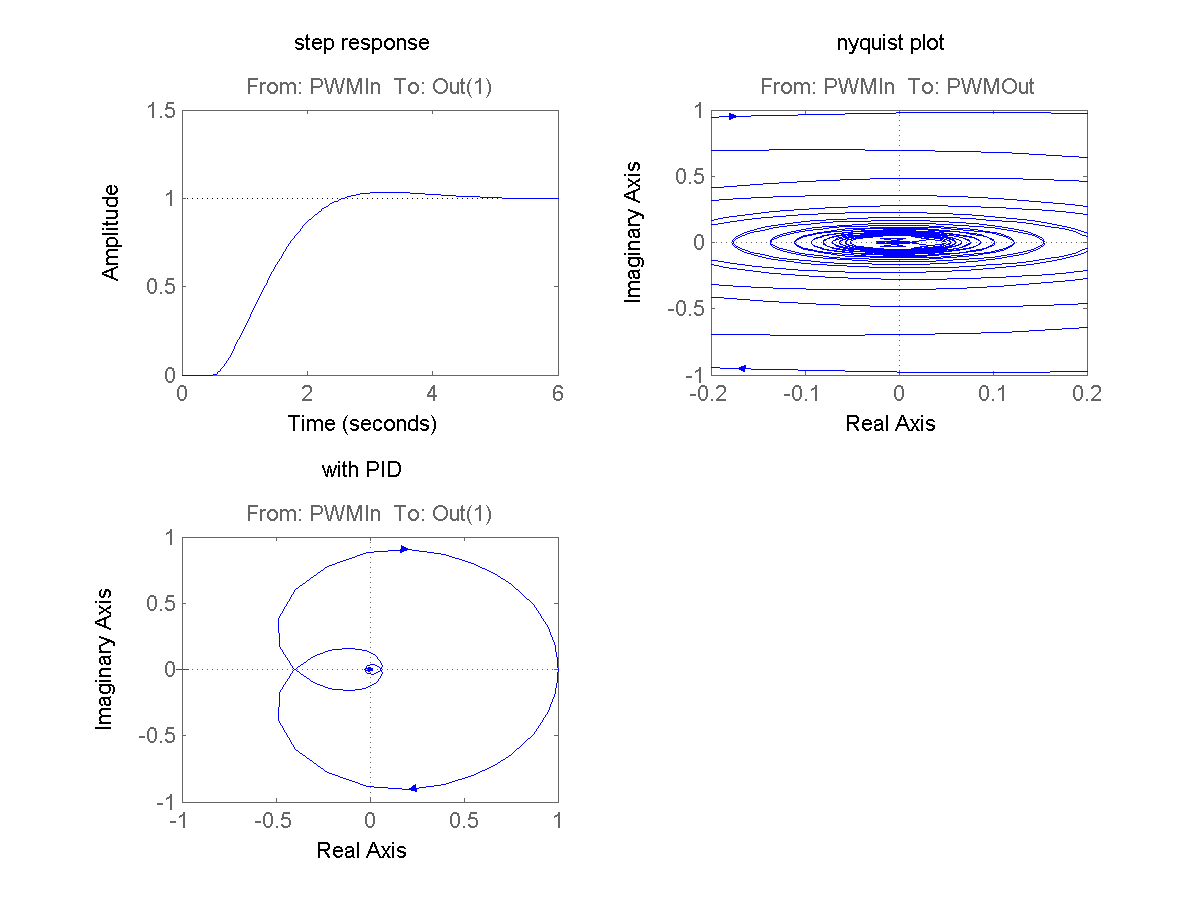 step response
From: PWMIn  To: Out(1)
1.5
1
0.5
0
0
2
4
6
Amplitude
Time (seconds)
nyquist plot
From: PWMIn  To: PWMOut
1
0.5
0
-0.5
-1
-0.2
-0.1
0
0.1
0.2
Imaginary Axis
Real Axis
with PID
From: PWMIn  To: Out(1)
1
0.5
0
-0.5
-1
-1
-0.5
0
0.5
1
Imaginary Axis
Real Axis